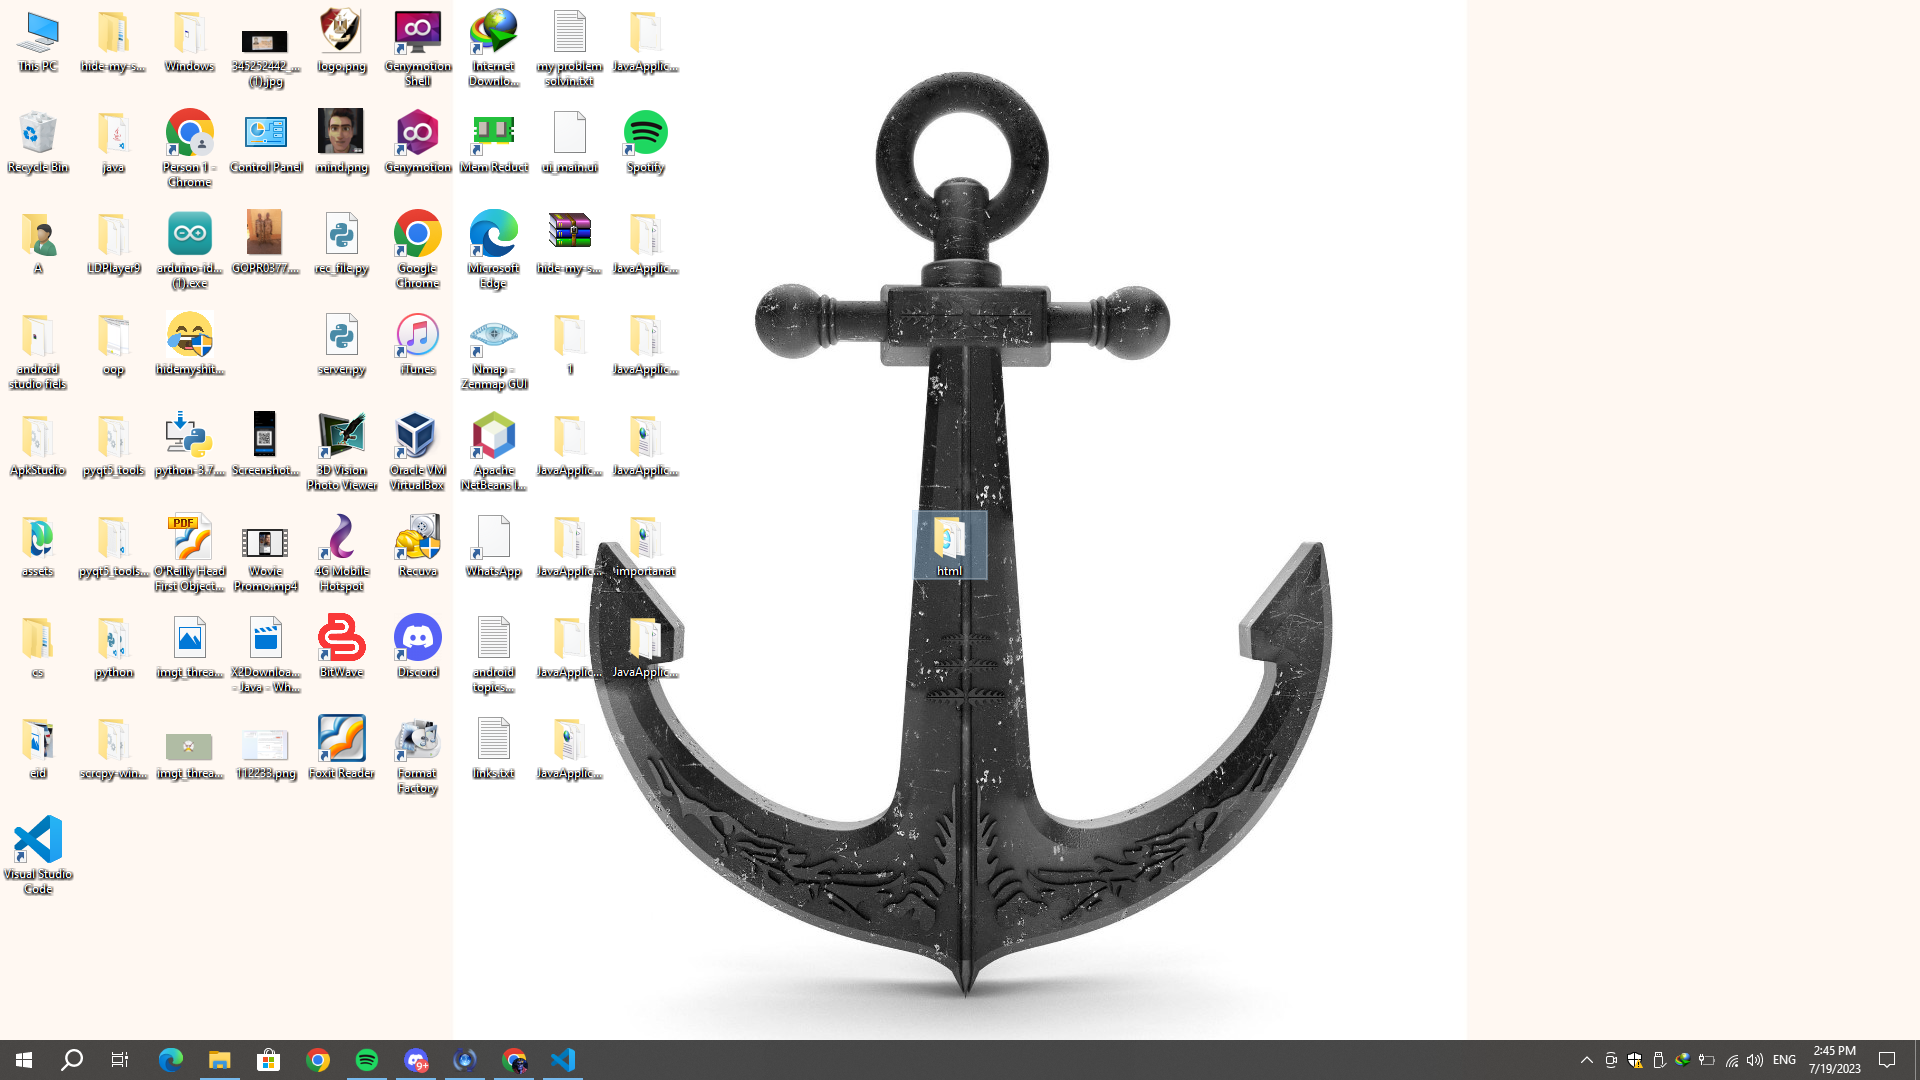 This PC
hide-my-s...
Windows
345252442_...
(1).jpg
logo.png
Genymotion
Shell
Internet
Downlo...
my problem
solvin.txt
JavaApplic...
Recycle Bin
java
Person 1 -
Chrome
Control Panel
mind.png
Genymotion
Mem Reduct
ui_main.ui
Spotify
A
LDPlayer9
arduino-id...
(1).exe
GOPR0377....
rec_file.py
Google
Chrome
Microsoft
Edge
hide-my-s...
JavaApplic...
android
studio fiels
oop
hidemyshit...
server.py
iTunes
Nmap -
Zenmap GUI
1
JavaApplic...
ApkStudio
pyqt5_tools
python-3.7....
Screenshot...
3D Vision
Photo Viewer
Oracle VM
VirtualBox
Apache
NetBeans I...
JavaApplic...
JavaApplic...
assets
pyqt5_tools...
PDF
O'Reilly Head
First Object...
Wovie
Promo.mp4
4G Mobile
Hotspot
Recuva
WhatsApp
JavaApplic...
importanat
html
cs
python
imgt_threa...
X2Downloa...
- Java - Wh...
BitWave
Discord
android
topics...
JavaApplic...
JavaApplic...
eid
scrcpy-win...
imgt_threa...
112233.png
Foxit Reader
Format
Factory
links.txt
JavaApplic...
Visual Studio
Code
9+
ENG
2:45 PM
7/19/2023